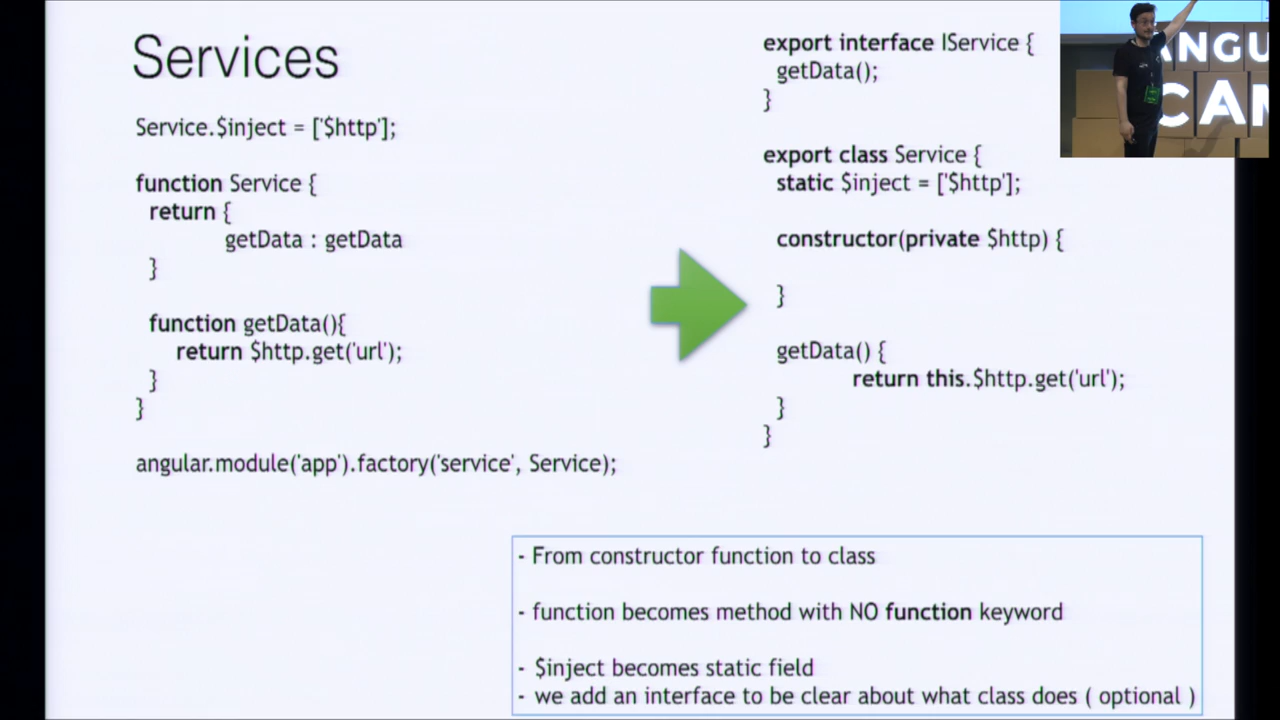 Services
Service.$inject = ['$http'];
function Service {
return {
getData : getData
}
function getData(){
return $http.get('url');
}
}
angular.module('app').factory('service', Service);
export interface IService {
getData();
}
export class Service {
static $inject = ['$http'];
constructor(private $http) {
}
getData() {
return this.$http.get('url');
}
}
- From constructor function to class
- function becomes method with NO function keyword
- $inject becomes static field
- we add an interface to be clear about what class does ( optional )
ANGU
CAM